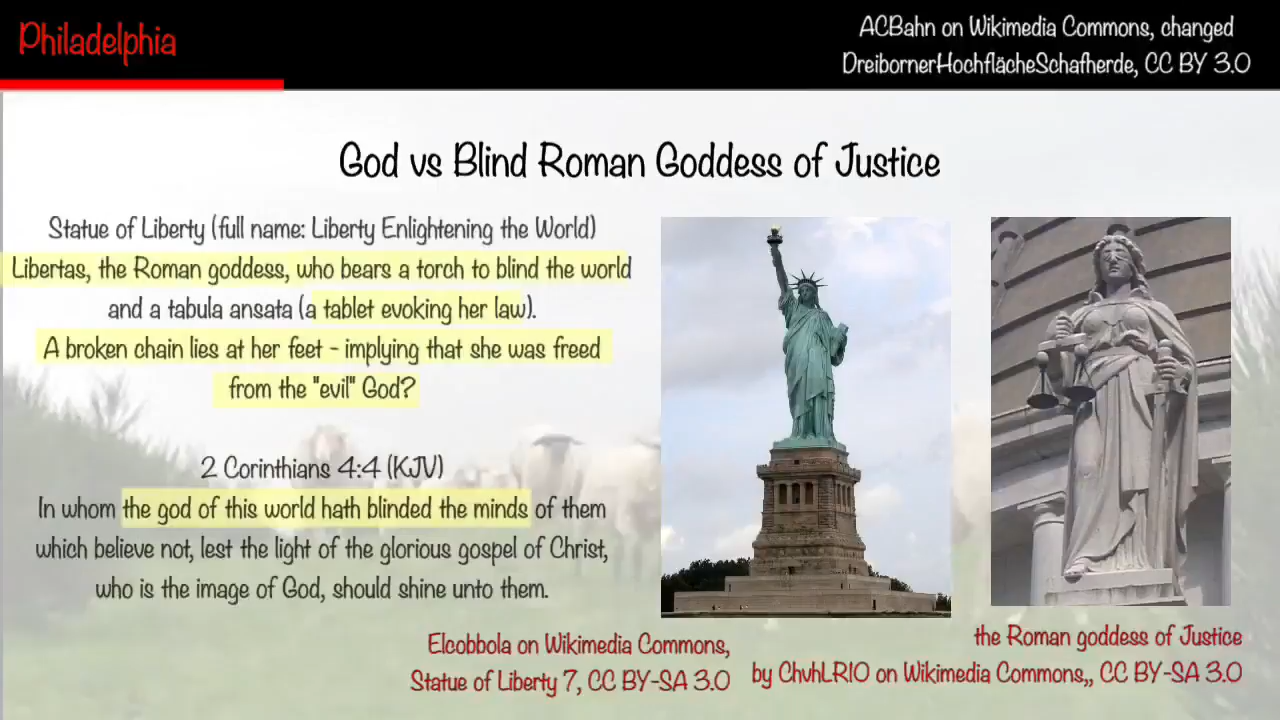 Philadelphia
ACBahn on Wikimedia Commons, changed
DreibornerHochflächeSchafherde, CC BY 3.0
God vs Blind Roman Goddess of Justice
Statue of Liberty (full name: Liberty Enlightening the World)
Libertas, the Roman goddess, who bears a torch to blind the world
and a tabula ansata (a tablet evoking her law).
A broken chain lies at her feet - implying that she was freed
from the "evil" God?
2 Corinthians 4:4 (KJV)
In whom the god of this world hath blinded the minds of them
which believe not, lest the light of the glorious gospel of Christ,
who is the image of God, should shine unto them.
Elcobbola on Wikimedia Commons,
Statue of Liberty 7, CC BY-SA 3.0
the Roman goddess of Justice
by ChvhLR10 on Wikimedia Commons,, CC BY-SA 3.0